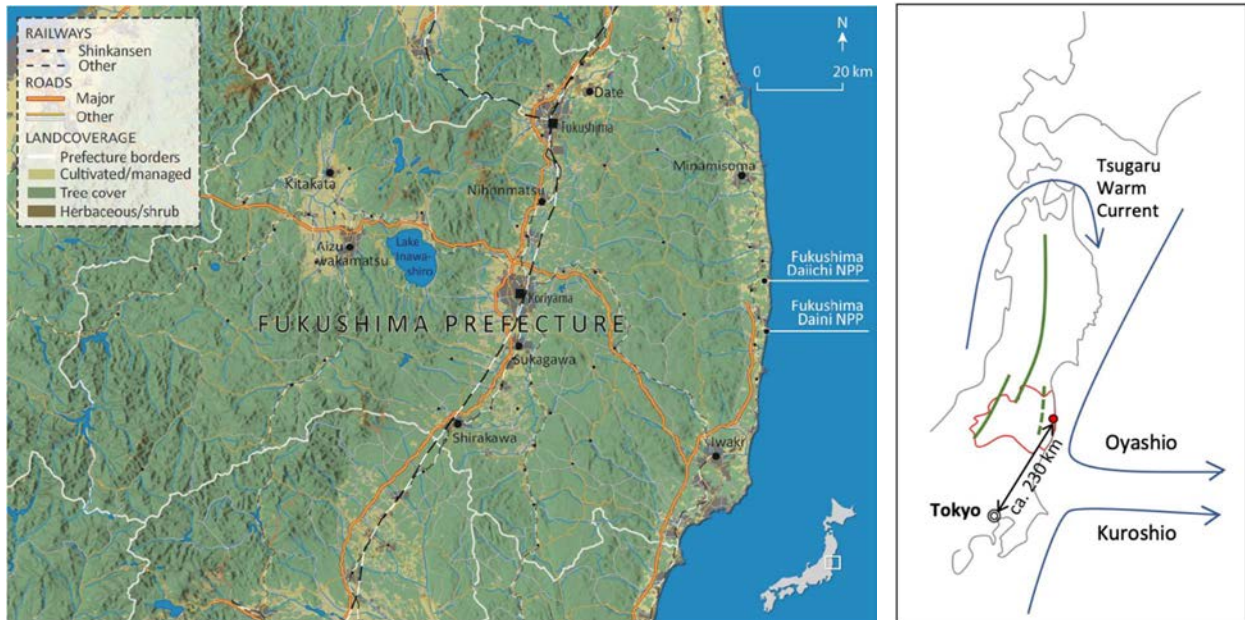 RAILWAYS
Shinkansen
Other
ROADS
Major
Other
LANDCOVERAGE
Prefecture borders
Cultivated/managed
Tree cover
Herbaceous/shrub
N
0 20 km
Date
Fukushima
Minamisoma
Kitakata
Nihonmatsu
Aizu
wakamatsu
Lake
Inawa-
shiro
Fukushima
Daiichi NPP
Koriyama
Fukushima
Daini NPP
FUKUSHIMA PREFECTURE
Sukagawa
Shirakawa
Iwakr
Tsugaru
Warm
Current
Oyashio
ca. 230 km
Tokyo
Kuroshio